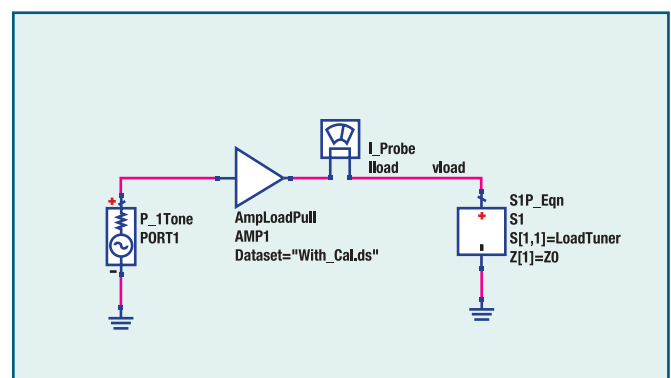 I_Probe
Iload
vload
P_1Tone
PORT1
AmpLoadPull
AMP1
Dataset="With_Cal.ds"
S1P_Eqn
S1
S[1,1]=LoadTuner
Z[1]=Z0